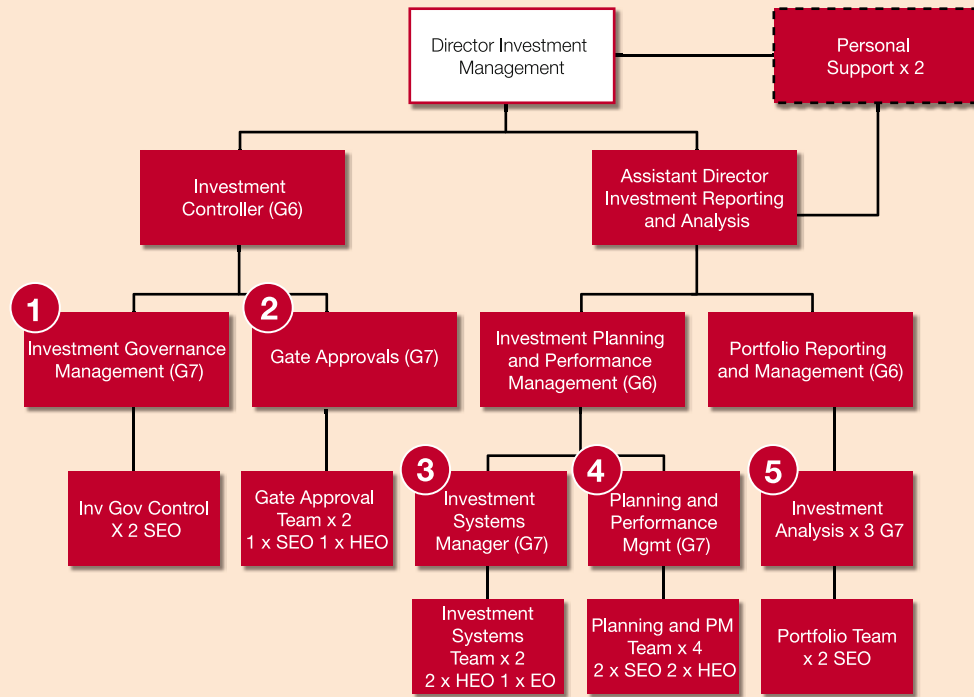 Director Investment
Management
Personal
Support x 2
Investment
Controller (G6)
Assistant Director
Investment Reporting
and Analysis
1
Investment Governance
Management (G7)
2
Gate Approvals (G7)
Investment Planning
and Performance
Management (G6)
Portfolio Reporting
and Management (G6)
Inv Gov Control
X 2 SEO
Gate Approval
Team x 2
1 x SEO 1 x HEO
3
Investment
Systems
Manager (G7)
4
Planning and
Performance
Mgmt (G7)
5
Investment
Analysis x 3 G7
Investment
Systems
Team x 2
2 x HEO 1 x EO
Planning and PM
Team x 4
2 x SEO 2 x HEO
Portfolio Team
x 2 SEO